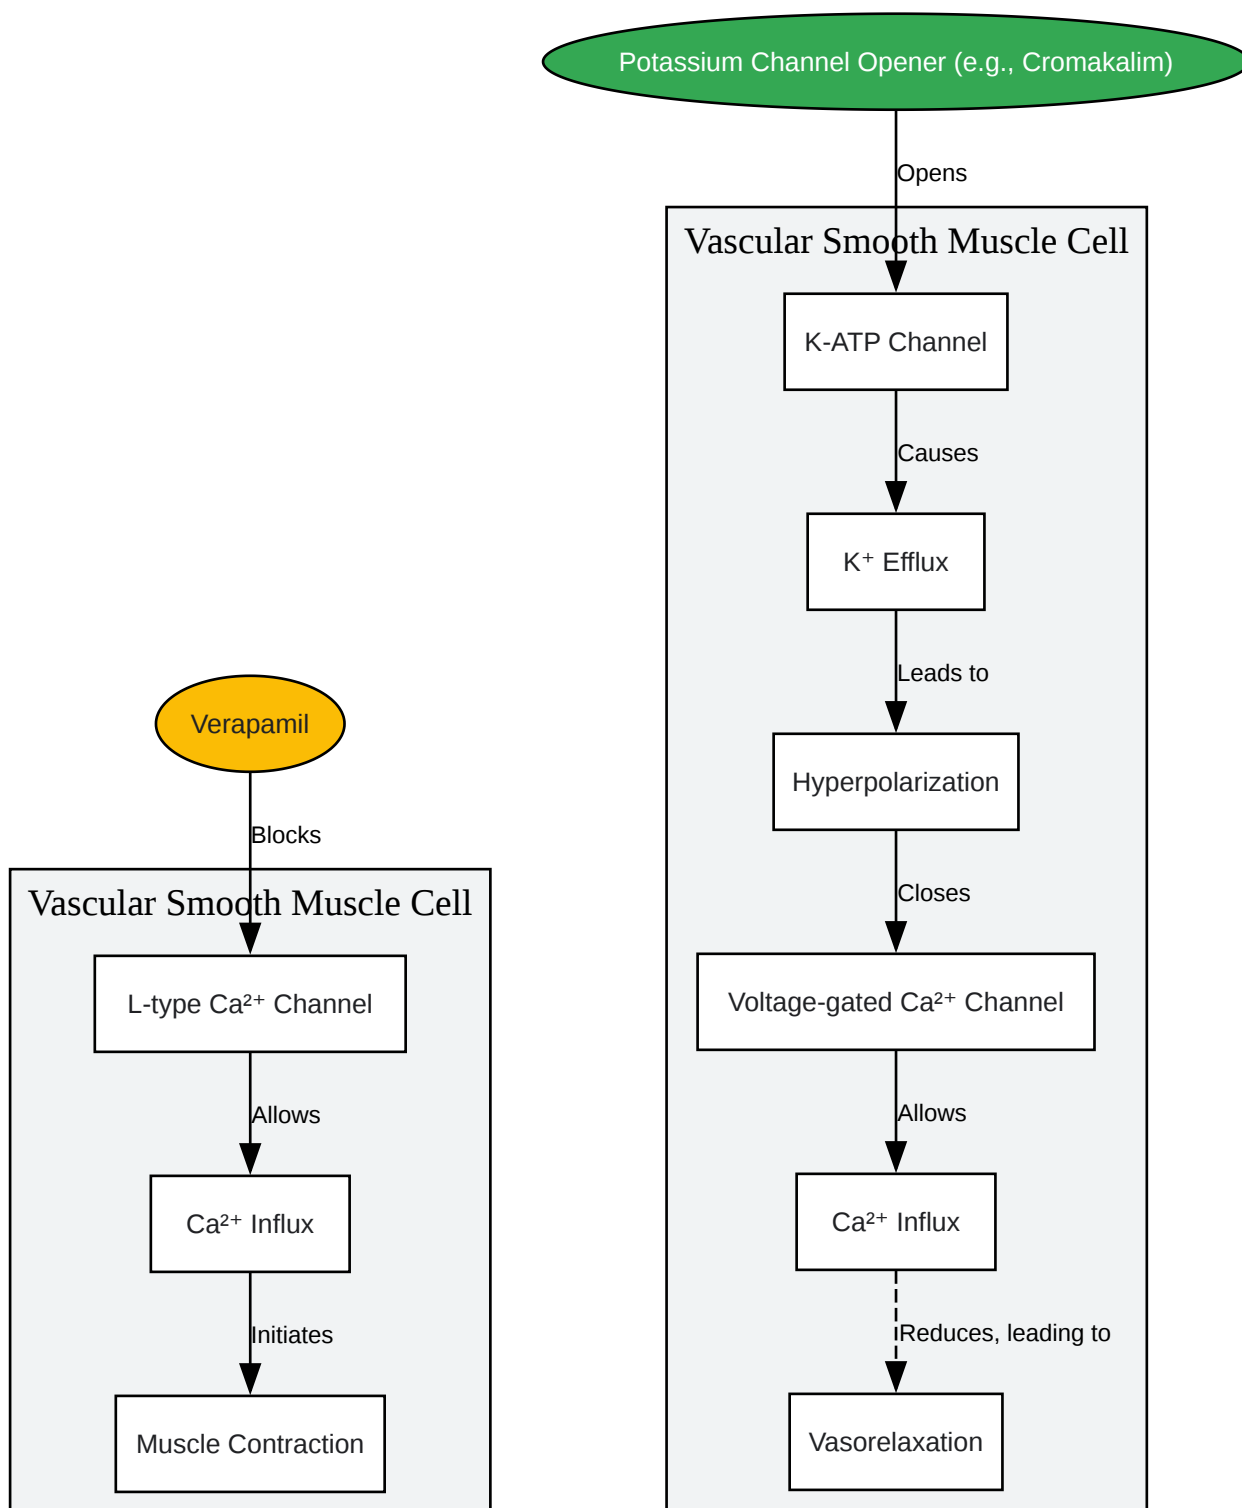 Potassium Channel Opener (e.g., Cromakalim)
Opens
Vascular Smooth Muscle Cell
K-ATP Channel
Causes
K⁺ Efflux
Leads to
Hyperpolarization
Closes
Voltage-gated Ca²⁺ Channel
Allows
Ca²⁺ Influx
Reduces, leading to
Vasorelaxation
Verapamil
Blocks
Vascular Smooth Muscle Cell
L-type Ca²⁺ Channel
Allows
Ca²⁺ Influx
Initiates
Muscle Contraction